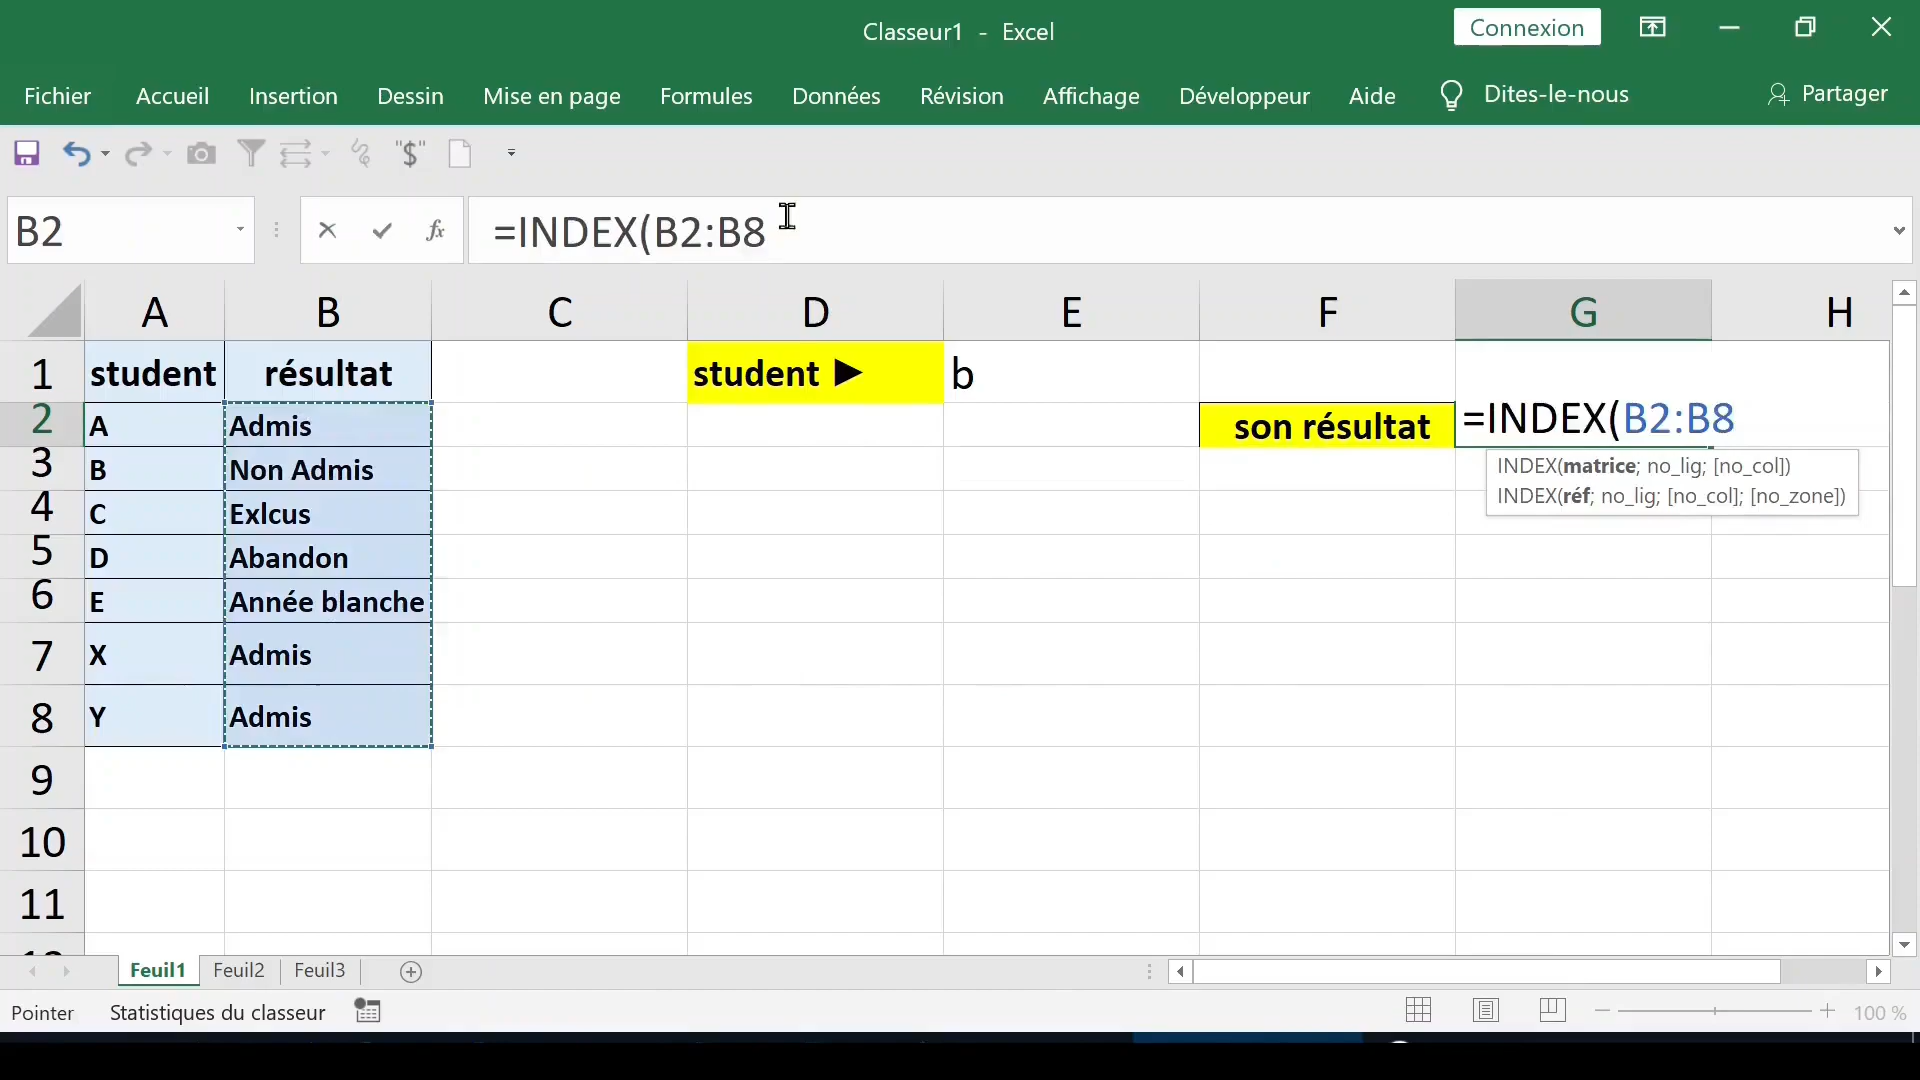 Classeur1 - Excel
Connexion
Fichier Accueil Insertion Dessin Mise en page Formules Données Révision Affichage Développeur Aide Dites-le-nous Partager
"$"
B2 fx =INDEX(B2:B8
A B C D E F G H
1 student résultat student ► b
2 A Admis son résultat =INDEX(B2:B8
INDEX(matrice; no_lig; [no_col])
INDEX(réf; no_lig; [no_col]; [no_zone])
3 B Non Admis
4 C Exlcus
5 D Abandon
6 E Année blanche
7 X Admis
8 Y Admis
9
10
11
Feuil1 Feuil2 Feuil3
Pointer Statistiques du classeur 100 %